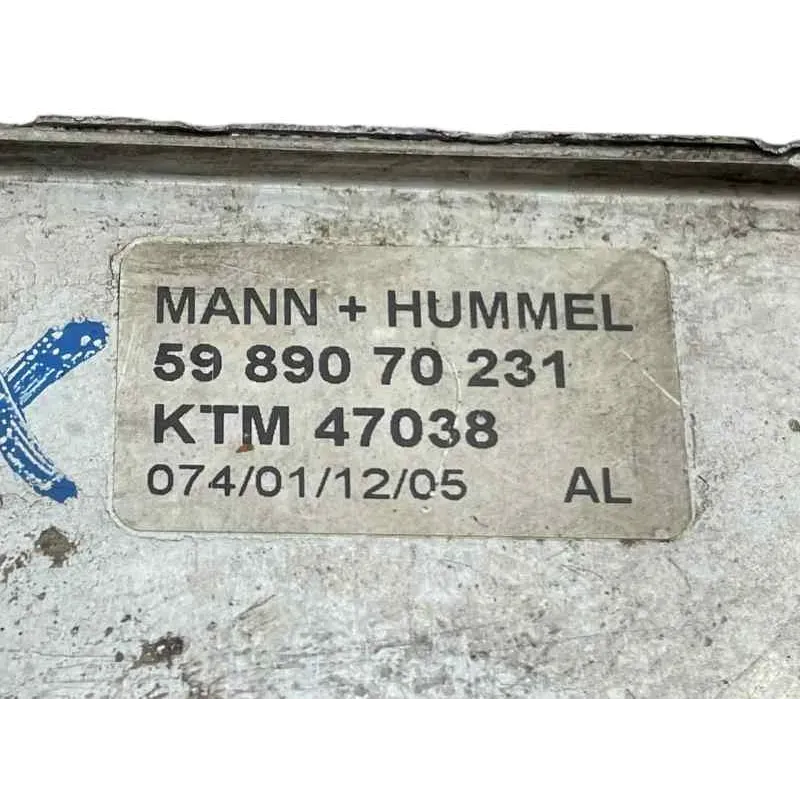 MANN + HUMMEL
59 890 70 231
KTM 47038
074/01/12/05 AL